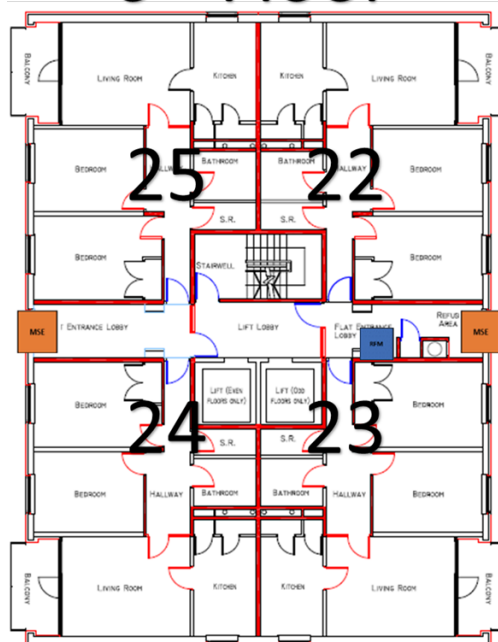 BALCONY
LIVING ROOM
KITCHEN
KITCHEN
LIVING ROOM
BALCONY
BEDROOM
HALLWAY
BATHROOM
BATHROOM
HALLWAY
BEDROOM
25
22
BEDROOM
S.R.
S.R.
BEDROOM
STAIRWELL
MSE
T ENTRANCE LOBBY
LIFT LOBBY
FLAT ENTRANCE
LOBBY
REFUS
AREA
MSE
LIFT (EVEN
FLOORS ONLY)
LIFT (ODD
FLOORS ONLY)
BEDROOM
24
23
BEDROOM
S.R.
S.R.
BEDROOM
HALLWAY
BATHROOM
BATHROOM
HALLWAY
BEDROOM
BALCONY
LIVING ROOM
KITCHEN
KITCHEN
LIVING ROOM
BALCONY